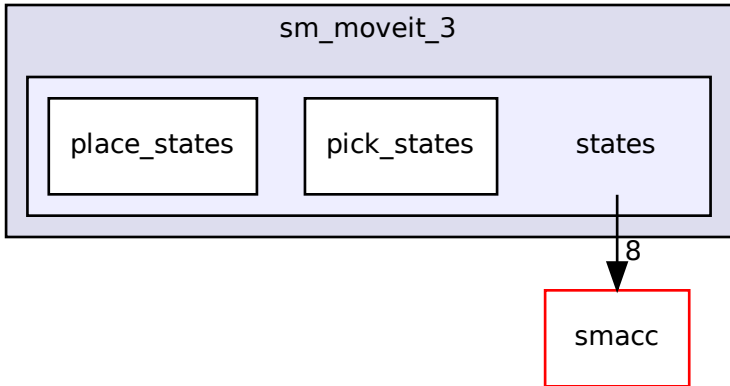 sm_moveit_3
place_states
pick_states
states
8
smacc